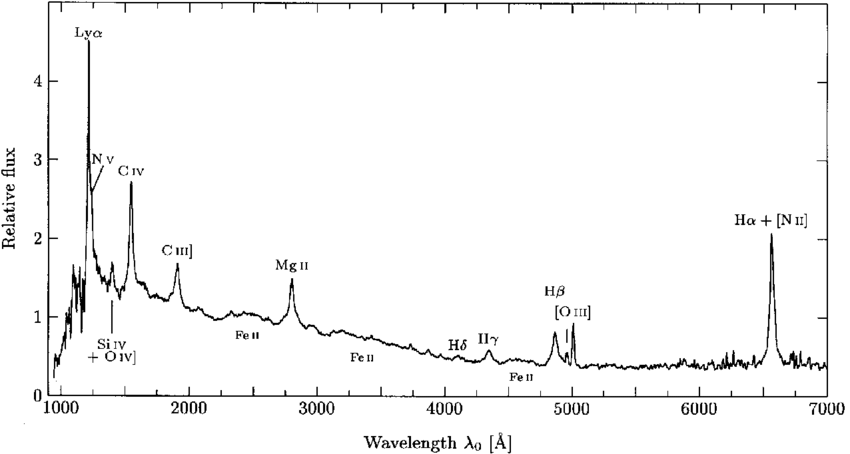 Lyα
4
N V
C IV
3
C III]
Mg II
2
Hα + [N II]
Hβ
[O III]
1
Fe II
Si IV
+ O IV]
Fe II
Hδ
Hγ
Fe II
0
1000 2000 3000 4000 5000 6000 7000
Relative flux
Wavelength λ0 [Å]